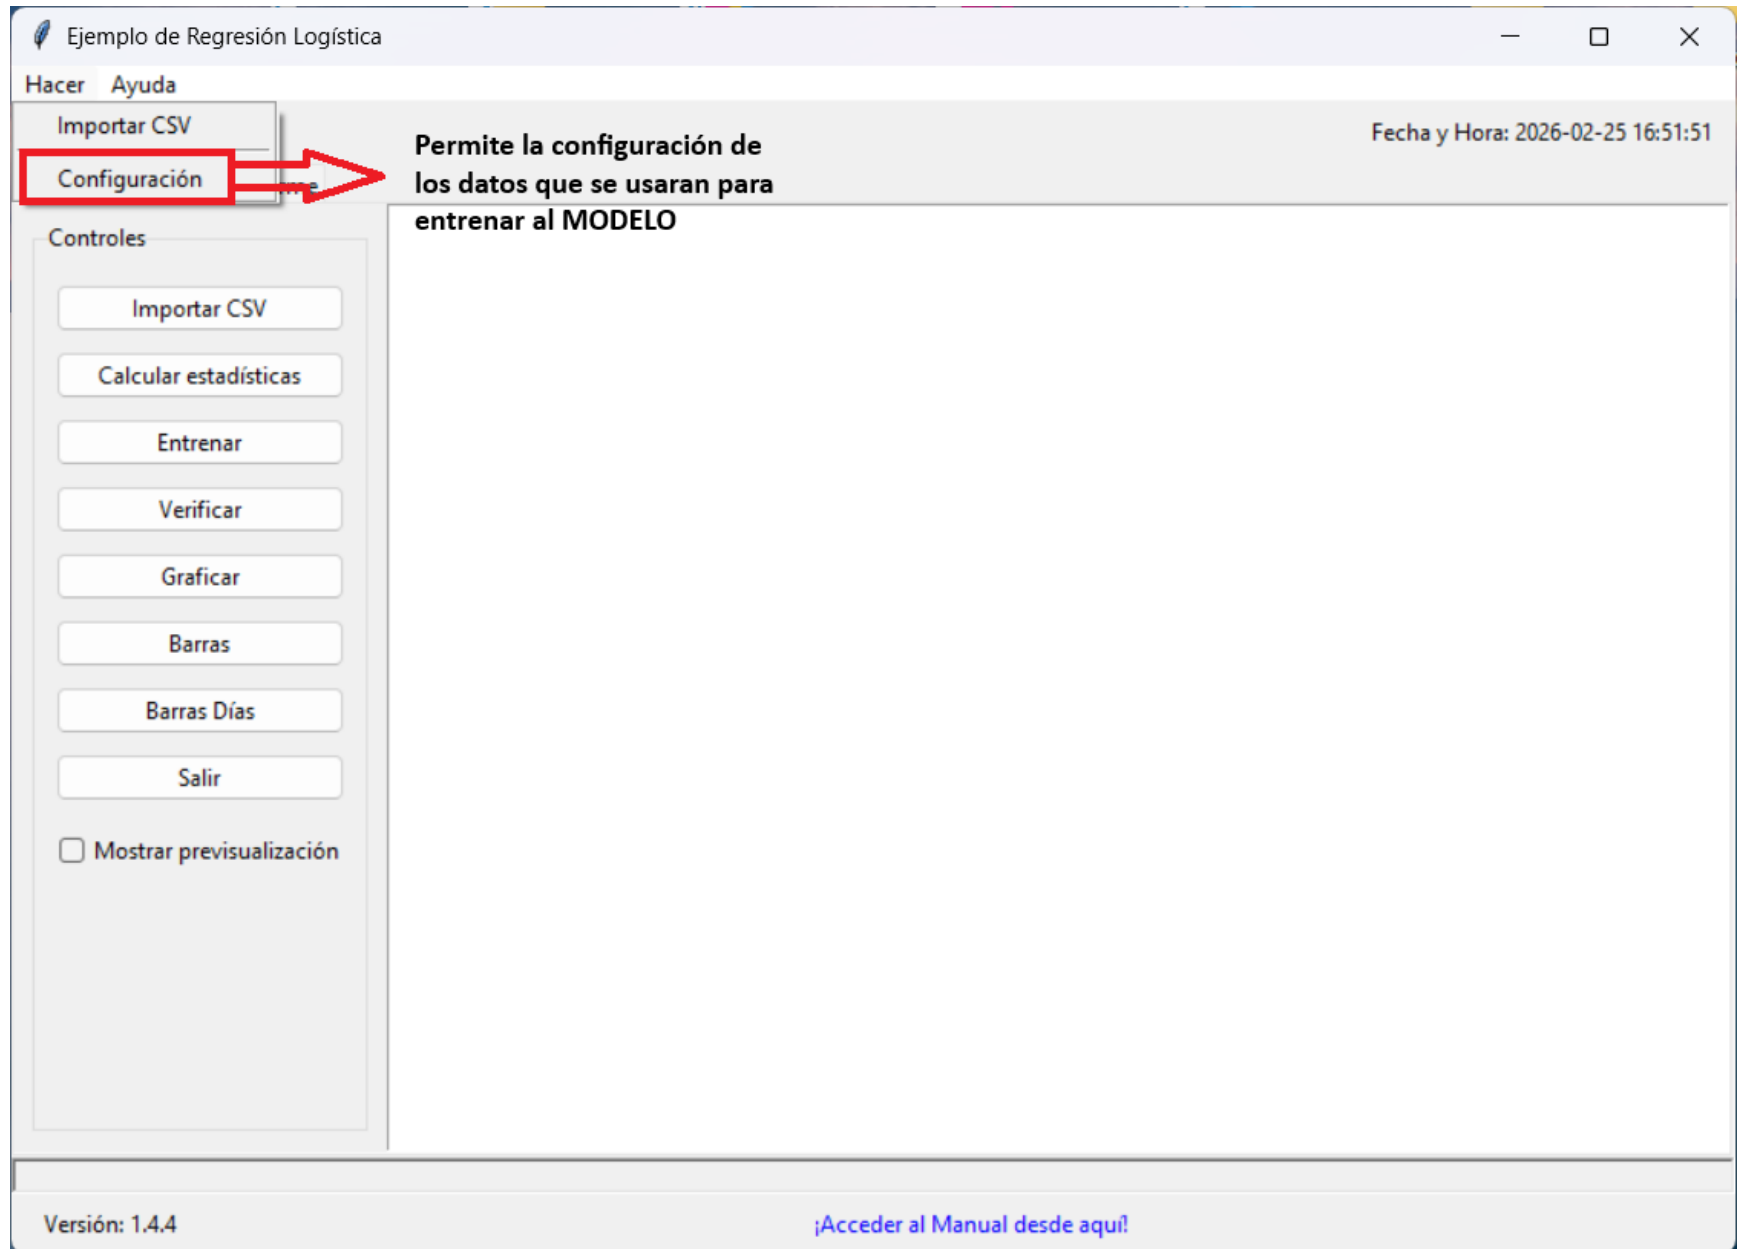 Ejemplo de Regresión Logística
Hacer Ayuda
Importar CSV
Configuración
Permite la configuración de
los datos que se usaran para
entrenar al MODELO
Fecha y Hora: 2026-02-25 16:51:51
Controles
Importar CSV
Calcular estadísticas
Entrenar
Verificar
Graficar
Barras
Barras Días
Salir
Mostrar previsualización
Versión: 1.4.4
¡Acceder al Manual desde aquí!